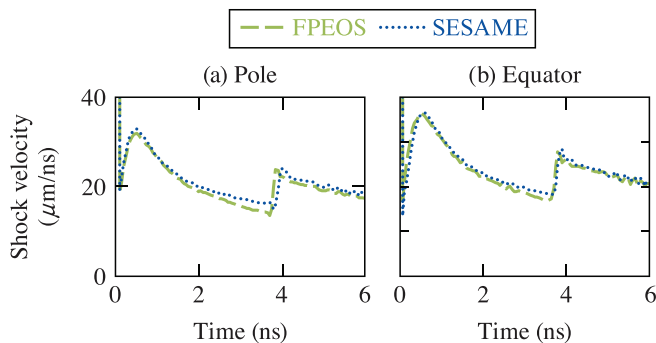 FPEOS SESAME
(a) Pole (b) Equator
Shock velocity
(μm/ns)
40
20
0
0 2 4 6 0 2 4 6
Time (ns) Time (ns)